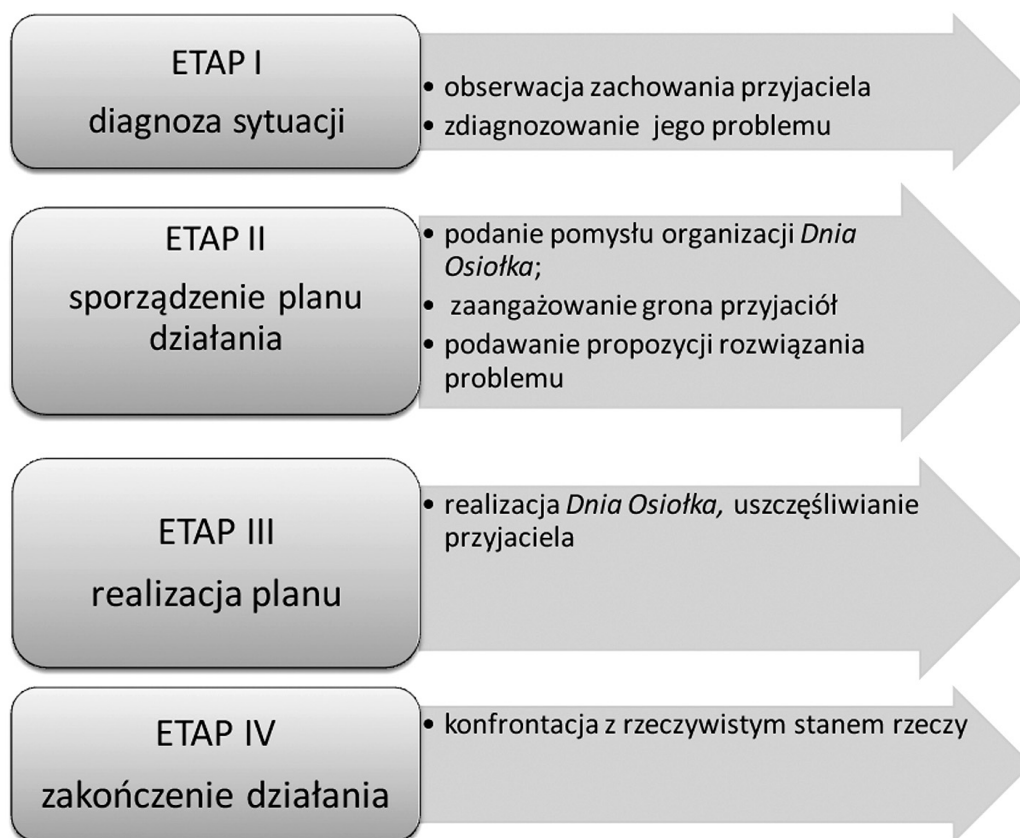 ETAP I
diagnoza sytuacji
• obserwacja zachowania przyjaciela
• zdiagnozowanie jego problemu
ETAP II
sporządzenie planu
działania
• podanie pomysłu organizacji Dnia
Osiołka;
• zaangażowanie grona przyjaciół
• podawanie propozycji rozwiązania
problemu
ETAP III
realizacja planu
• realizacja Dnia Osiołka, uszczęśliwianie
przyjaciela
ETAP IV
zakończenie działania
• konfrontacja z rzeczywistym stanem rzeczy